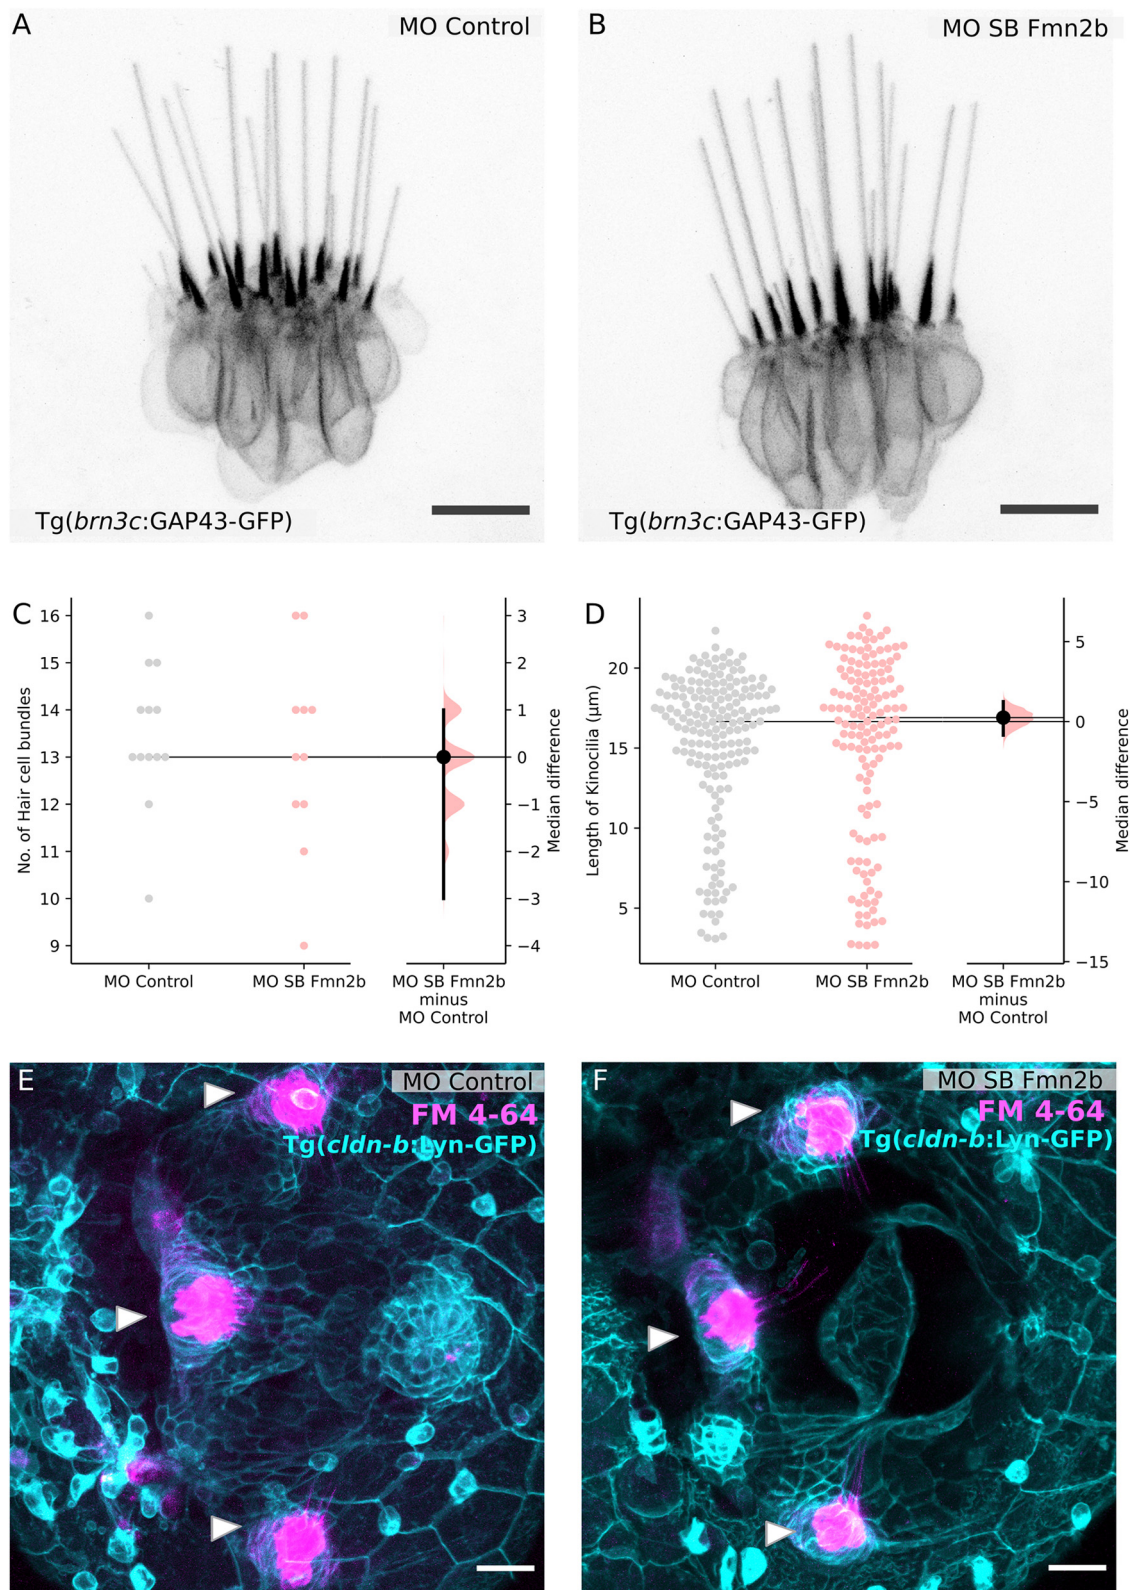 A
MO Control
Tg(brn3c:GAP43-GFP)
B
MO SB Fmn2b
Tg(brn3c:GAP43-GFP)
C
No. of Hair cell bundles
16
15
14
13
12
11
10
9
3
2
1
0
−1
−2
−3
−4
Median difference
MO Control
MO SB Fmn2b
MO SB Fmn2b
minus
MO Control
D
Length of Kinocilia (μm)
20
15
10
5
5
0
−5
−10
−15
Median difference
MO Control
MO SB Fmn2b
MO SB Fmn2b
minus
MO Control
E
MO Control
FM 4-64
Tg(cldn-b:Lyn-GFP)
F
MO SB Fmn2b
FM 4-64
Tg(cldn-b:Lyn-GFP)